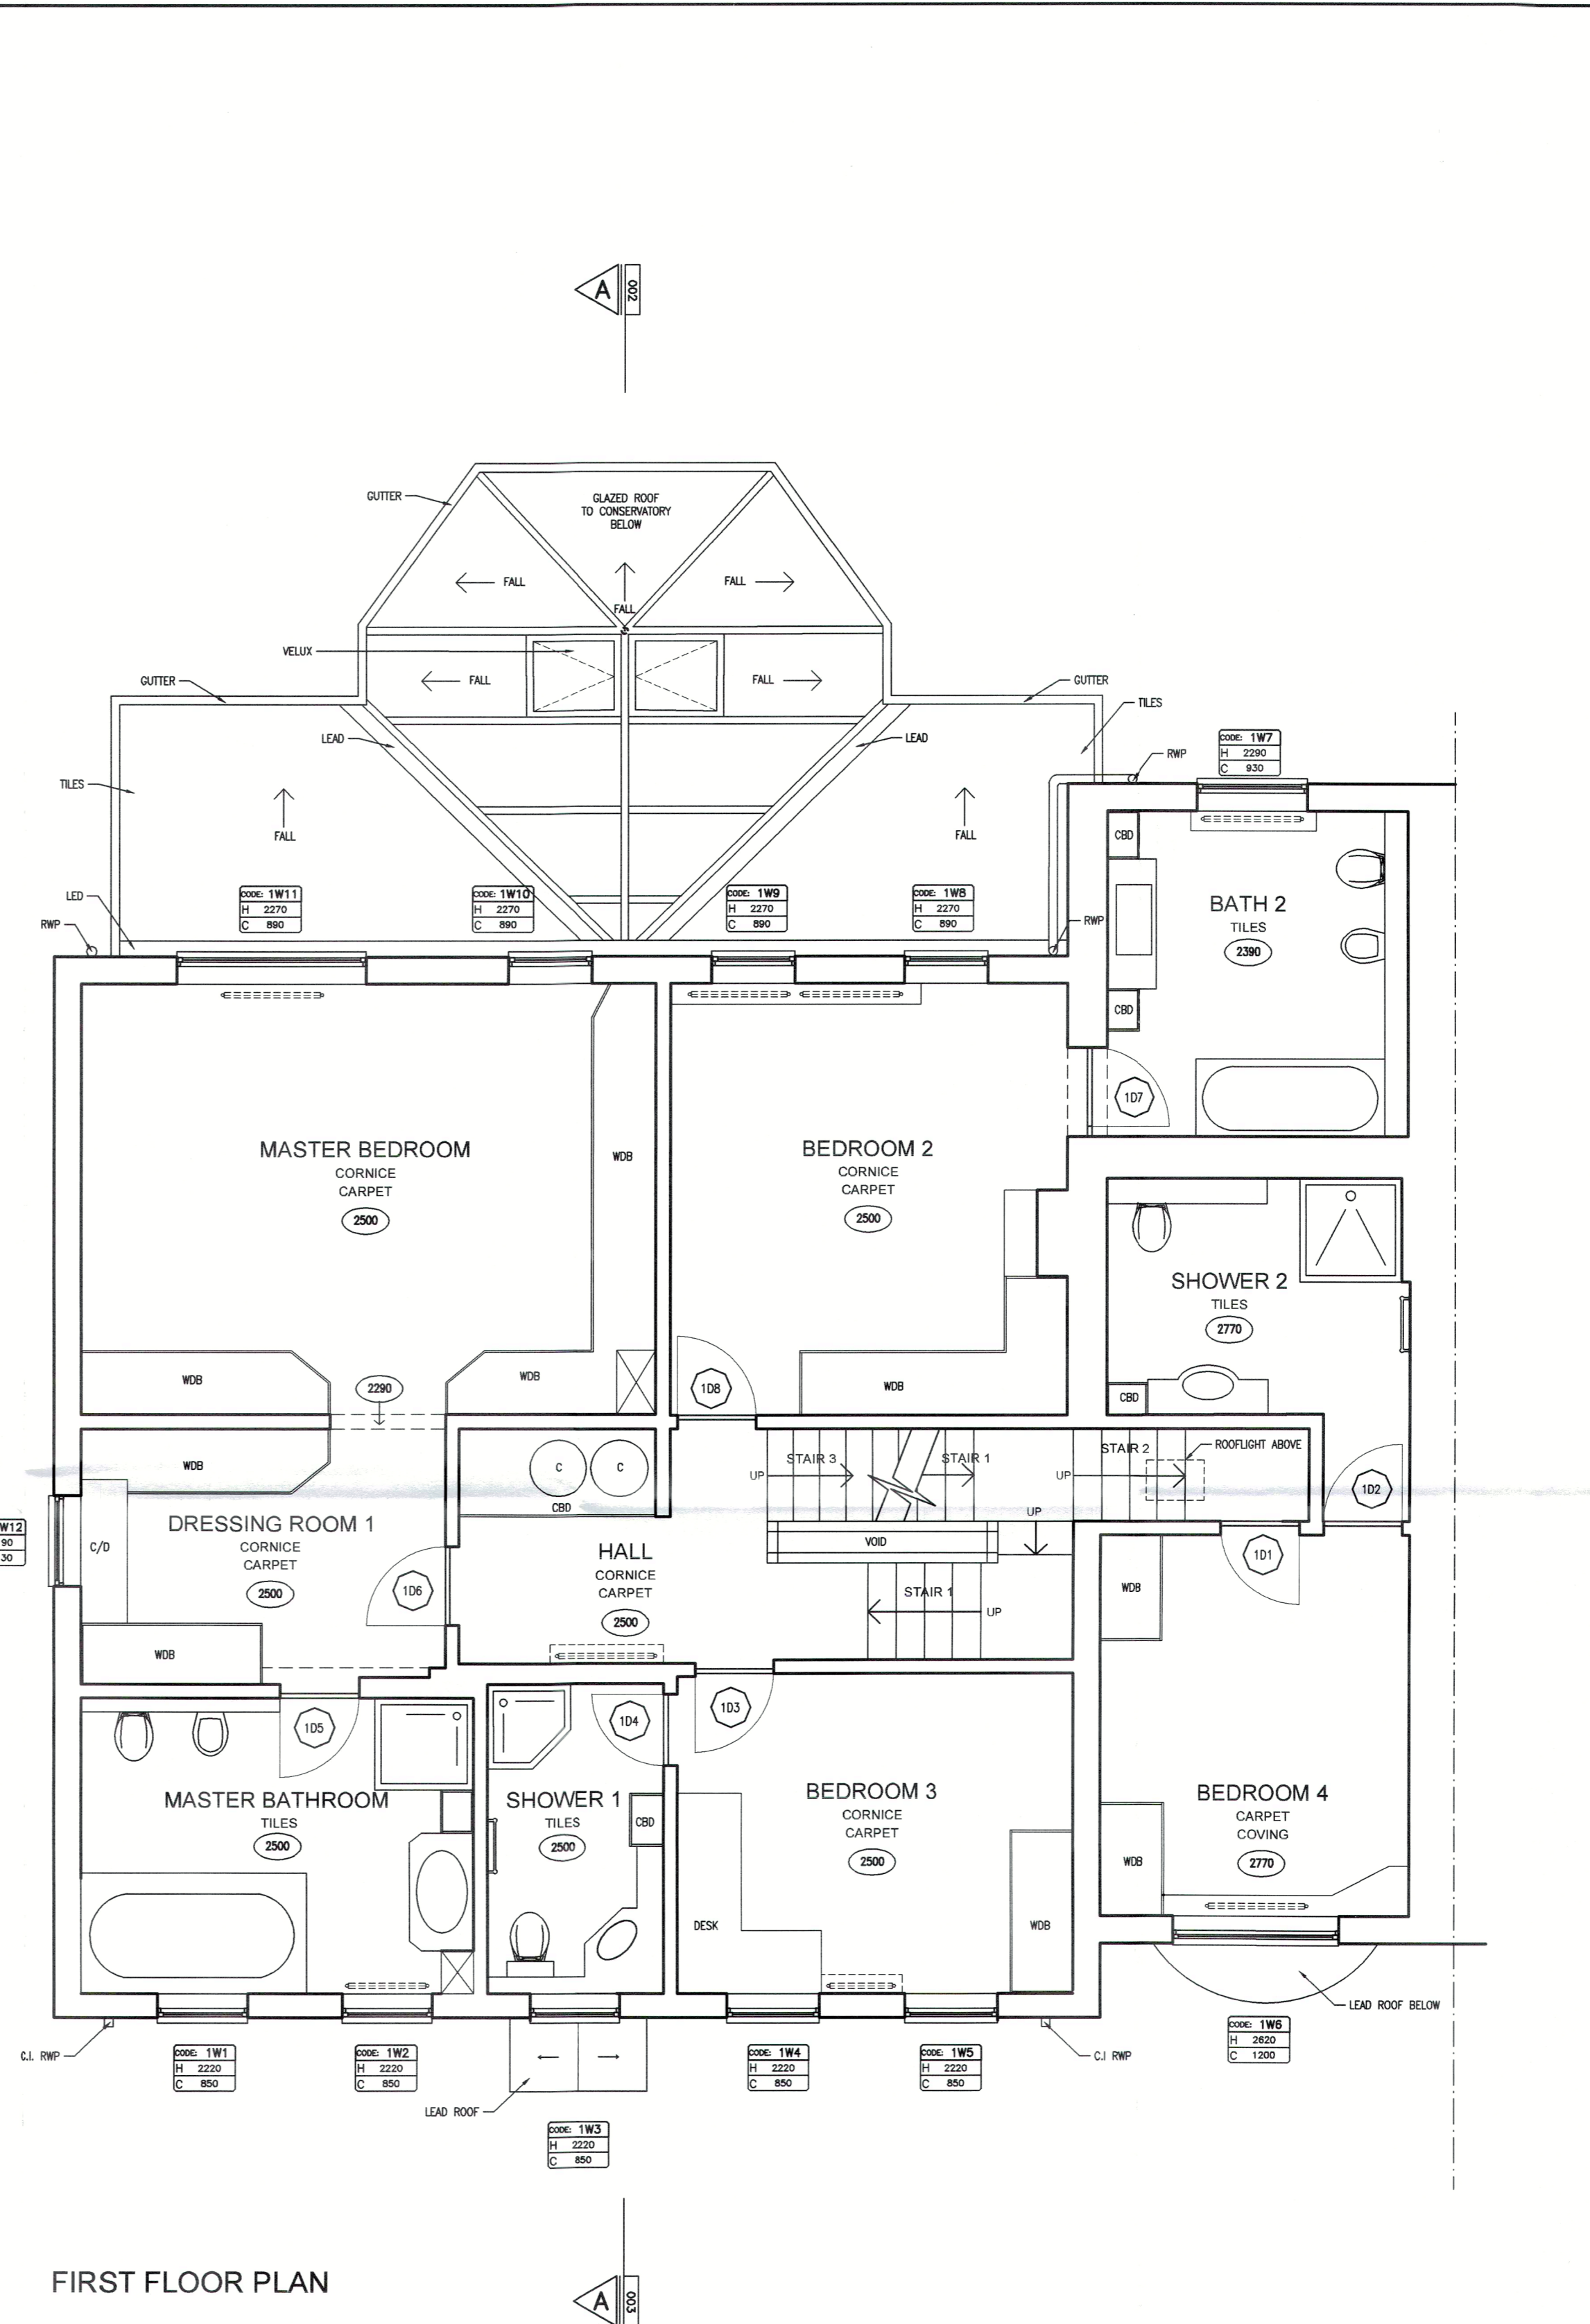 A
002
GUTTER
GLAZED ROOF
TO CONSERVATORY
BELOW
FALL
FALL
FALL
VELUX
FALL
FALL
GUTTER
GUTTER
TILES
LEAD
LEAD
RWP
CODE: 1W7
H 2290
C 930
TILES
FALL
FALL
CBD
LED
RWP
CODE: 1W11
H 2270
C 890
CODE: 1W10
H 2270
C 890
CODE: 1W9
H 2270
C 890
CODE: 1W8
H 2270
C 890
RWP
BATH 2
TILES
2390
CBD
1D7
MASTER BEDROOM
CORNICE
CARPET
2500
WDB
BEDROOM 2
CORNICE
CARPET
2500
SHOWER 2
TILES
2770
WDB
2290
WDB
1D8
WDB
CBD
WDB
C
C
CBD
UP
STAIR 3
STAIR 1
UP
STAIR 2
ROOFLIGHT ABOVE
1D2
W12
90
30
C/D
DRESSING ROOM 1
CORNICE
CARPET
2500
1D6
HALL
CORNICE
CARPET
2500
VOID
UP
STAIR 1
UP
1D1
WDB
WDB
1D5
1D4
1D3
MASTER BATHROOM
TILES
2500
SHOWER 1
TILES
2500
CBD
BEDROOM 3
CORNICE
CARPET
2500
BEDROOM 4
CARPET
COVING
2770
WDB
DESK
WDB
LEAD ROOF BELOW
C.I. RWP
CODE: 1W1
H 2220
C 850
CODE: 1W2
H 2220
C 850
LEAD ROOF
CODE: 1W3
H 2220
C 850
CODE: 1W4
H 2220
C 850
CODE: 1W5
H 2220
C 850
C.I RWP
CODE: 1W6
H 2620
C 1200
FIRST FLOOR PLAN
A
003